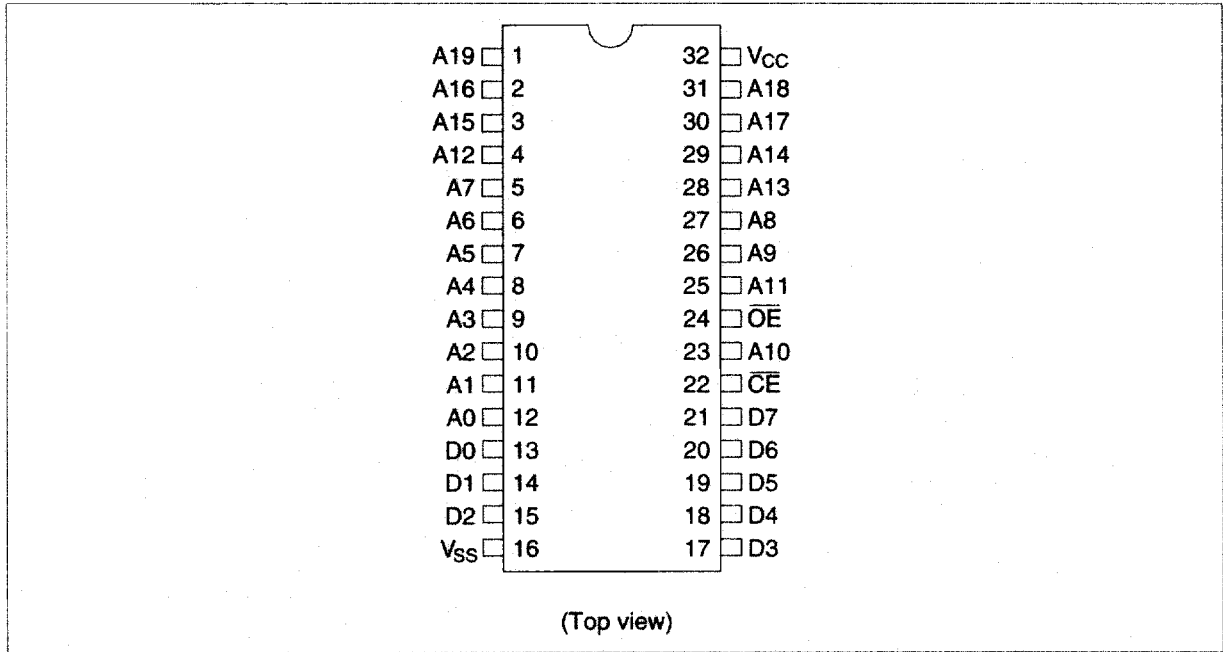 A19 1 32 VCC
A16 2 31 A18
A15 3 30 A17
A12 4 29 A14
A7 5 28 A13
A6 6 27 A8
A5 7 26 A9
A4 8 25 A11
A3 9 24 O̅E̅
A2 10 23 A10
A1 11 22 C̅E̅
A0 12 21 D7
D0 13 20 D6
D1 14 19 D5
D2 15 18 D4
VSS 16 17 D3
(Top view)